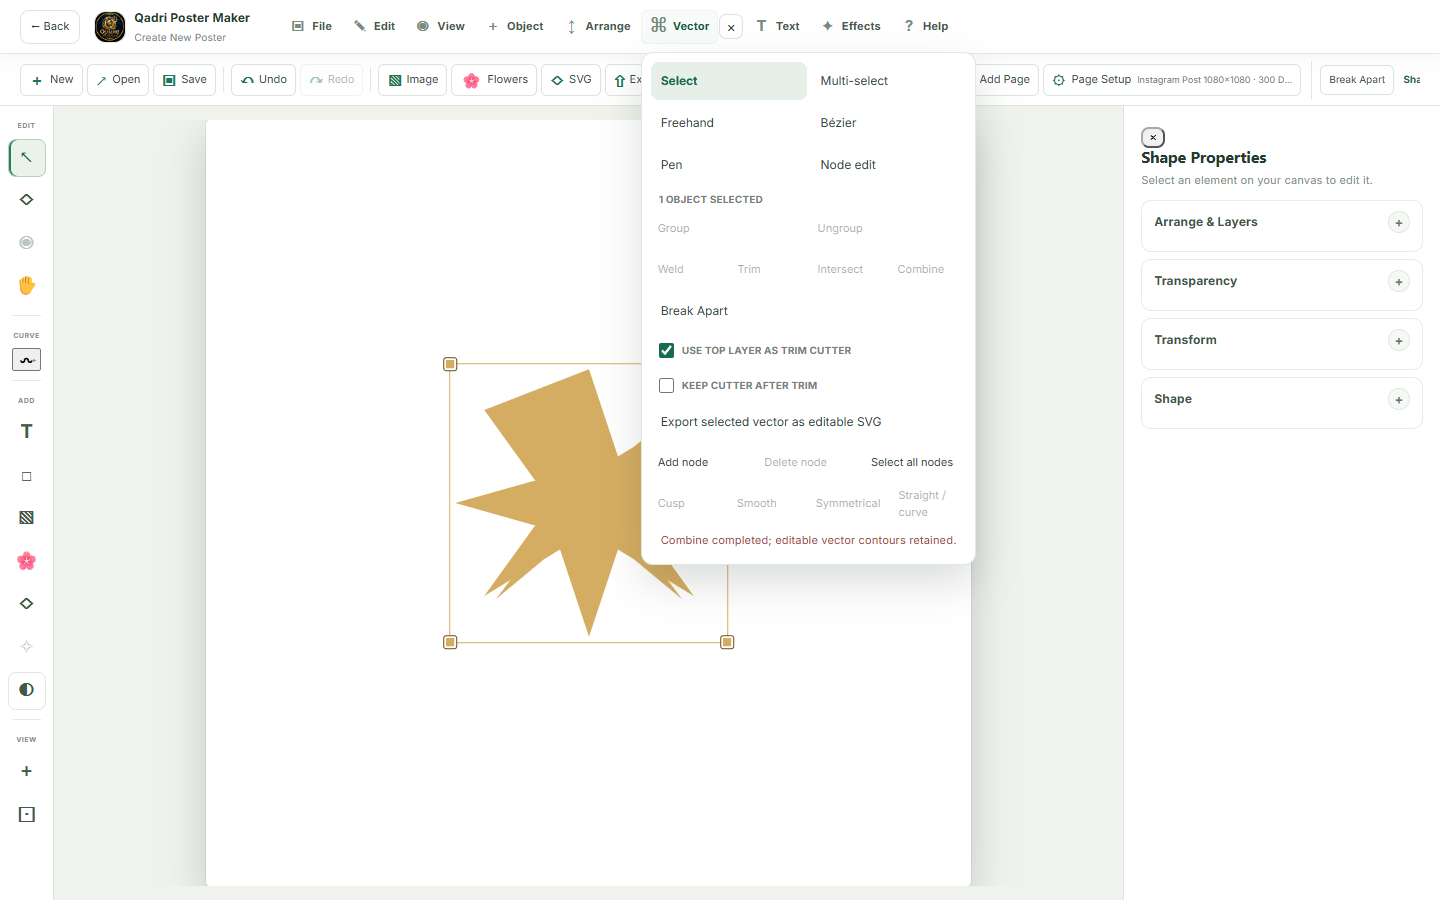 ← Back
Qadri Poster Maker
Create New Poster
File
Edit
View
Object
Arrange
Vector
×
Text
Effects
Help
New
Open
Save
Undo
Redo
Image
Flowers
SVG
Ex
Add Page
Page Setup Instagram Post 1080×1080 · 300 D...
Break Apart
Sha
EDIT
CURVE
ADD
VIEW
Select
Multi-select
Freehand
Bézier
Pen
Node edit
1 OBJECT SELECTED
Group
Ungroup
Weld
Trim
Intersect
Combine
Break Apart
USE TOP LAYER AS TRIM CUTTER
KEEP CUTTER AFTER TRIM
Export selected vector as editable SVG
Add node
Delete node
Select all nodes
Cusp
Smooth
Symmetrical
Straight /
curve
Combine completed; editable vector contours retained.
×
Shape Properties
Select an element on your canvas to edit it.
Arrange & Layers
Transparency
Transform
Shape